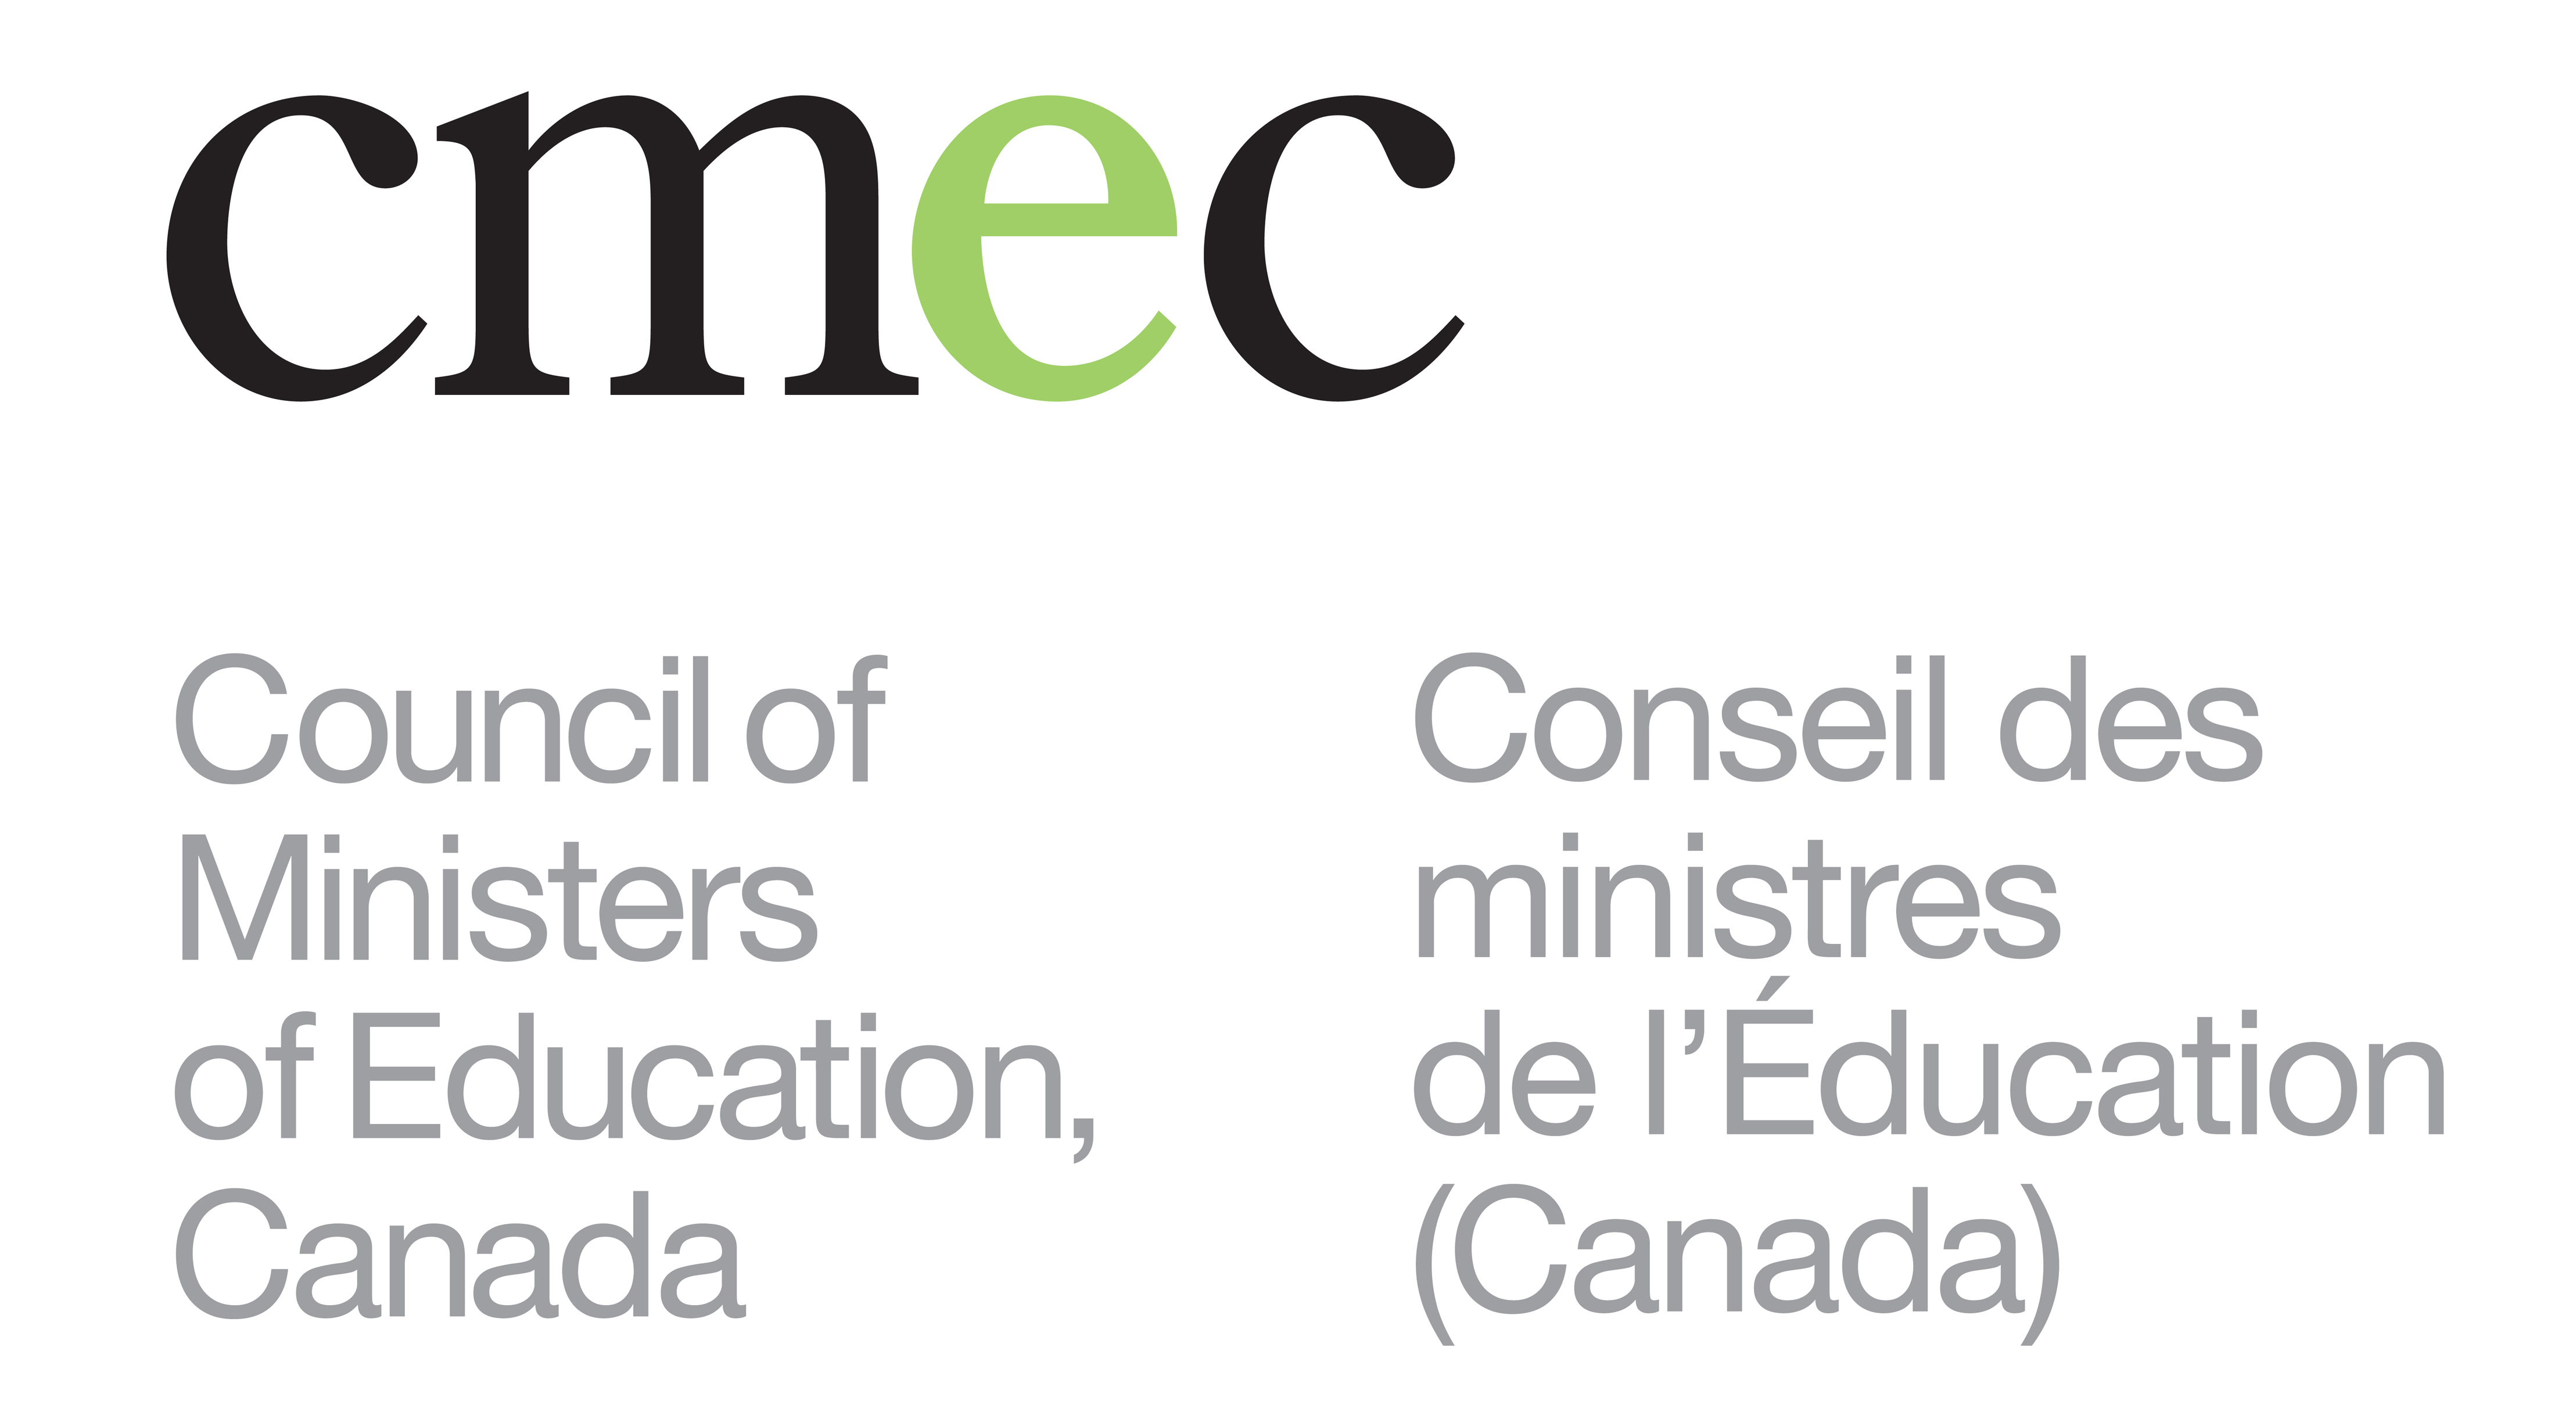 cmec
Council of
Ministers
of Education,
Canada
Conseil des
ministres
de l’Éducation
(Canada)